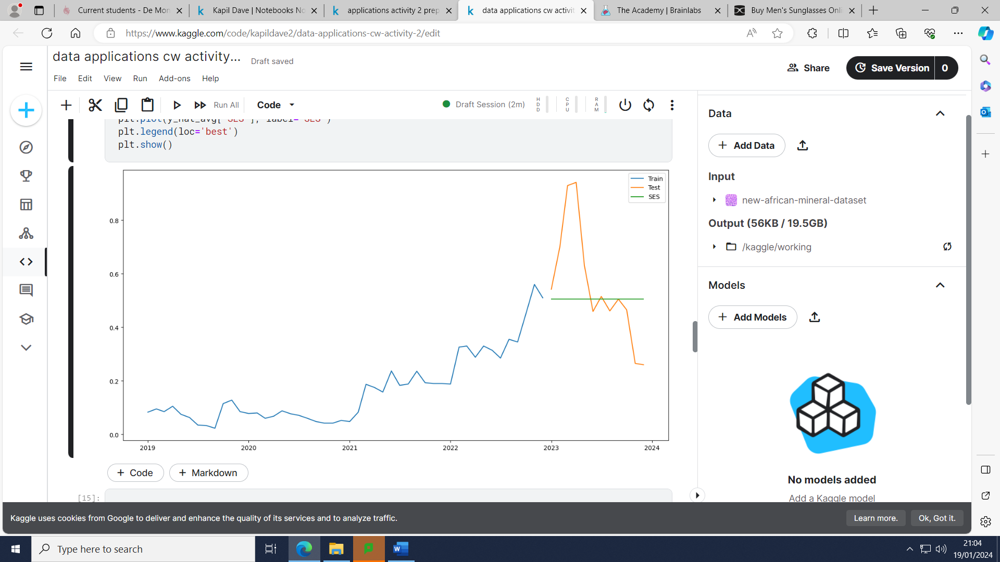 Current students - De Mon
Kapil Dave | Notebooks No
applications activity 2 prep
data applications cw activit
The Academy | Brainlabs
Buy Men's Sunglasses Onli
https://www.kaggle.com/code/kapildave2/data-applications-cw-activity-2/edit
data applications cw activity...
Draft saved
Share
Save Version
0
File Edit View Run Add-ons Help
Run All
Code
Draft Session (2m)
HDD
CPU
RAM
plt.plot(y_hat_avg['SES'], label='SES')
plt.legend(loc='best')
plt.show()
Train
Test
SES
0.8
0.6
0.4
0.2
0.0
2019 2020 2021 2022 2023 2024
+ Code
+ Markdown
[15]:
Data
+ Add Data
Input
new-african-mineral-dataset
Output (56KB / 19.5GB)
/kaggle/working
Models
+ Add Models
No models added
Add a Kaggle model
Kaggle uses cookies from Google to deliver and enhance the quality of its services and to analyze traffic.
Learn more.
Ok, Got it.
Type here to search
21:04
19/01/2024